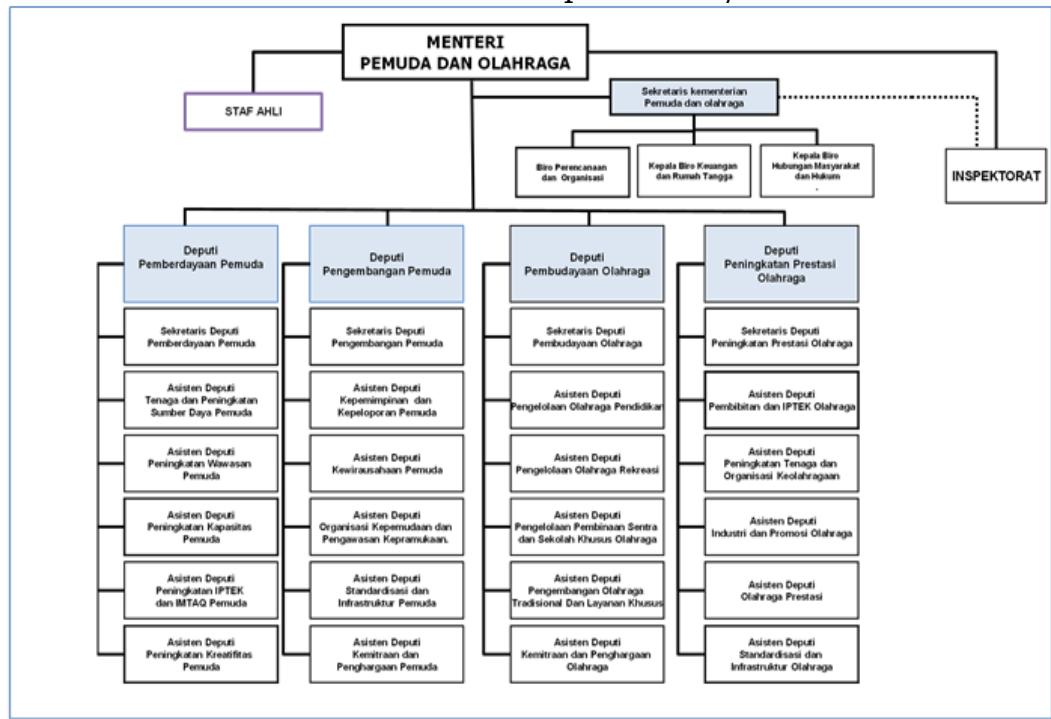 MENTERI
PEMUDA DAN OLAHRAGA
STAF AHLI
Sekretaris kementerian
Pemuda dan olahraga
Biro Perencanaan
dan Organisasi
Kepala Biro Keuangan
dan Rumah Tangga
Kepala Biro
Hubungan Masyarakat
dan Hukum
.
INSPEKTORAT
Deputi
Pemberdayaan Pemuda
Sekretaris Deputi
Pemberdayaan Pemuda
Asisten Deputi
Tenaga dan Peningkatan
Sumber Daya Pemuda
Asisten Deputi
Peningkatan Wawasan
Pemuda
Asisten Deputi
Peningkatan Kapasitas
Pemuda
Asisten Deputi
Peningkatan IPTEK
dan IMTAQ Pemuda
Asisten Deputi
Peningkatan Kreatifitas
Pemuda
Deputi
Pengembangan Pemuda
Sekretaris Deputi
Pengembangan Pemuda
Asisten Deputi
Kepemimpinan dan
Kepeloporan Pemuda
Asisten Deputi
Kewirausahaan Pemuda
Asisten Deputi
Organisasi Kepemudaan dan
Pengawasan Kepramukaan.
Asisten Deputi
Standardisasi dan
Infrastruktur Pemuda
Asisten Deputi
Kemitraan dan
Penghargaan Pemuda
Deputi
Pembudayaan Olahraga
Sekretaris Deputi
Pembudayaan Olahraga
Asisten Deputi
Pengelolaan Olahraga Pendidikan
Asisten Deputi
Pengelolaan Olahraga Rekreasi
Asisten Deputi
Pengelolaan Pembinaan Sentra
dan Sekolah Khusus Olahraga
Asisten Deputi
Pengembangan Olahraga
Tradisional Dan Layanan Khusus
Asisten Deputi
Kemitraan dan Penghargaan
Olahraga
Deputi
Peningkatan Prestasi
Olahraga
Sekretaris Deputi
Peningkatan Prestasi Olahraga
Asisten Deputi
Pembibitan dan IPTEK Olahraga
Asisten Deputi
Peningkatan Tenaga dan
Organisasi Keolahragaan
Asisten Deputi
Industri dan Promosi Olahraga
Asisten Deputi
Olahraga Prestasi
Asisten Deputi
Standardisasi dan
Infrastruktur Olahraga